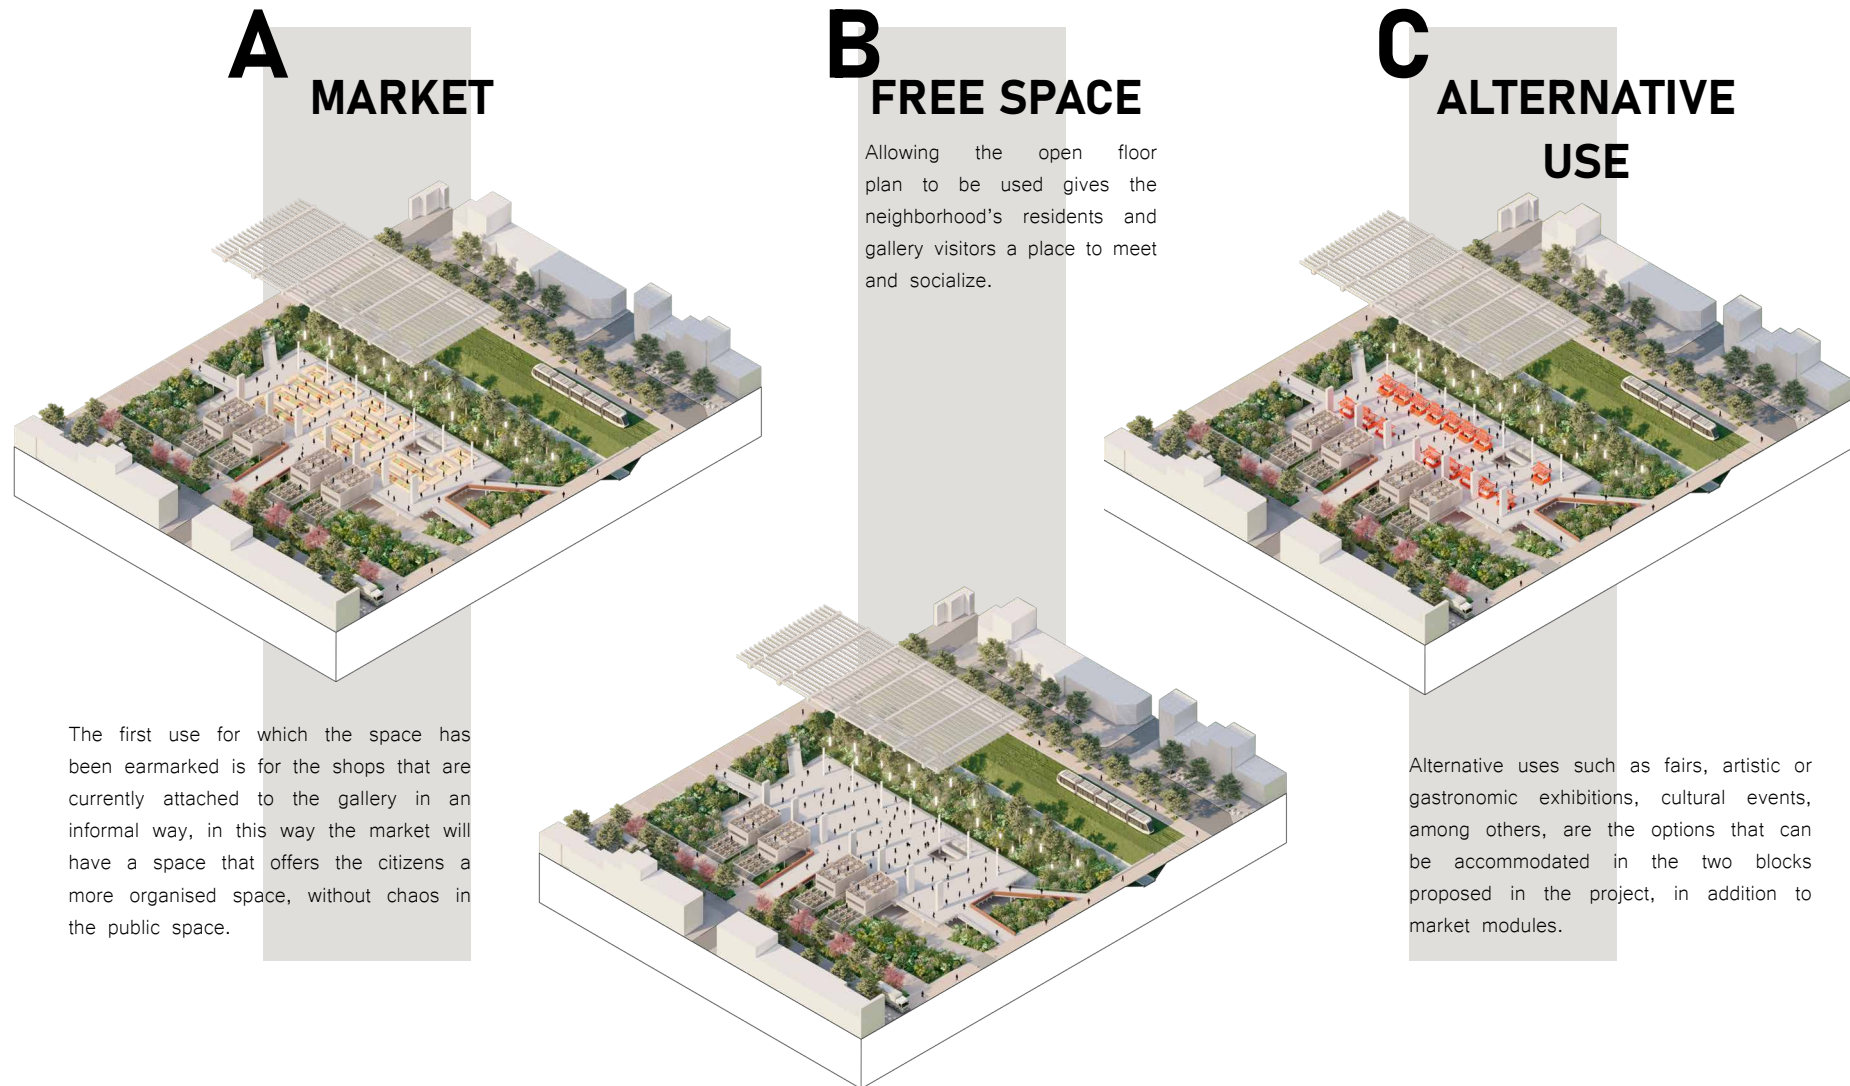 A
MARKET
The first use for which the space has
been earmarked is for the shops that are
currently attached to the gallery in an
informal way, in this way the market will
have a space that offers the citizens a
more organised space, without chaos in
the public space.
B
FREE SPACE
Allowing the open floor
plan to be used gives the
neighborhood's residents and
gallery visitors a place to meet
and socialize.
C
ALTERNATIVE
USE
Alternative uses such as fairs, artistic or
gastronomic exhibitions, cultural events,
among others, are the options that can
be accommodated in the two blocks
proposed in the project, in addition to
market modules.